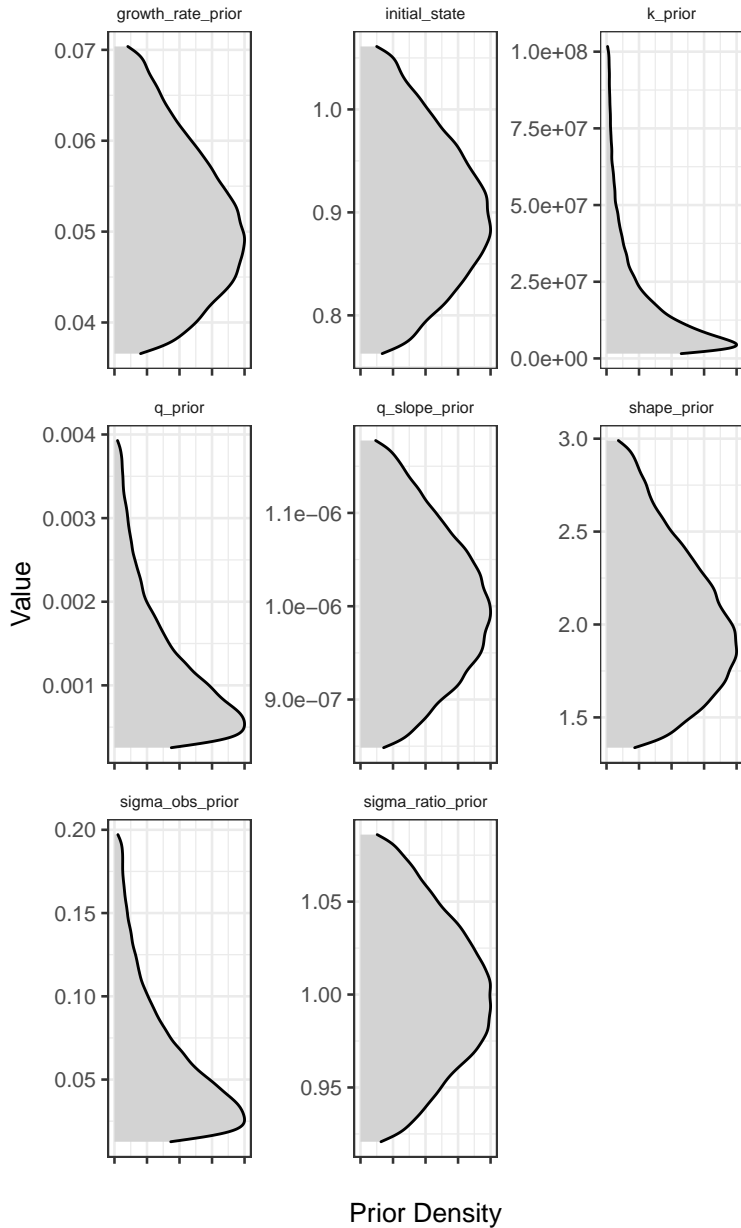 growth_rate_prior
initial_state
k_prior
0.07
0.06
0.05
0.04
1.0
0.9
0.8
1.0e+08
7.5e+07
5.0e+07
2.5e+07
0.0e+00
q_prior
q_slope_prior
shape_prior
0.004
0.003
0.002
0.001
1.1e−06
1.0e−06
9.0e−07
3.0
2.5
2.0
1.5
Value
sigma_obs_prior
sigma_ratio_prior
0.20
0.15
0.10
0.05
1.05
1.00
0.95
Prior Density